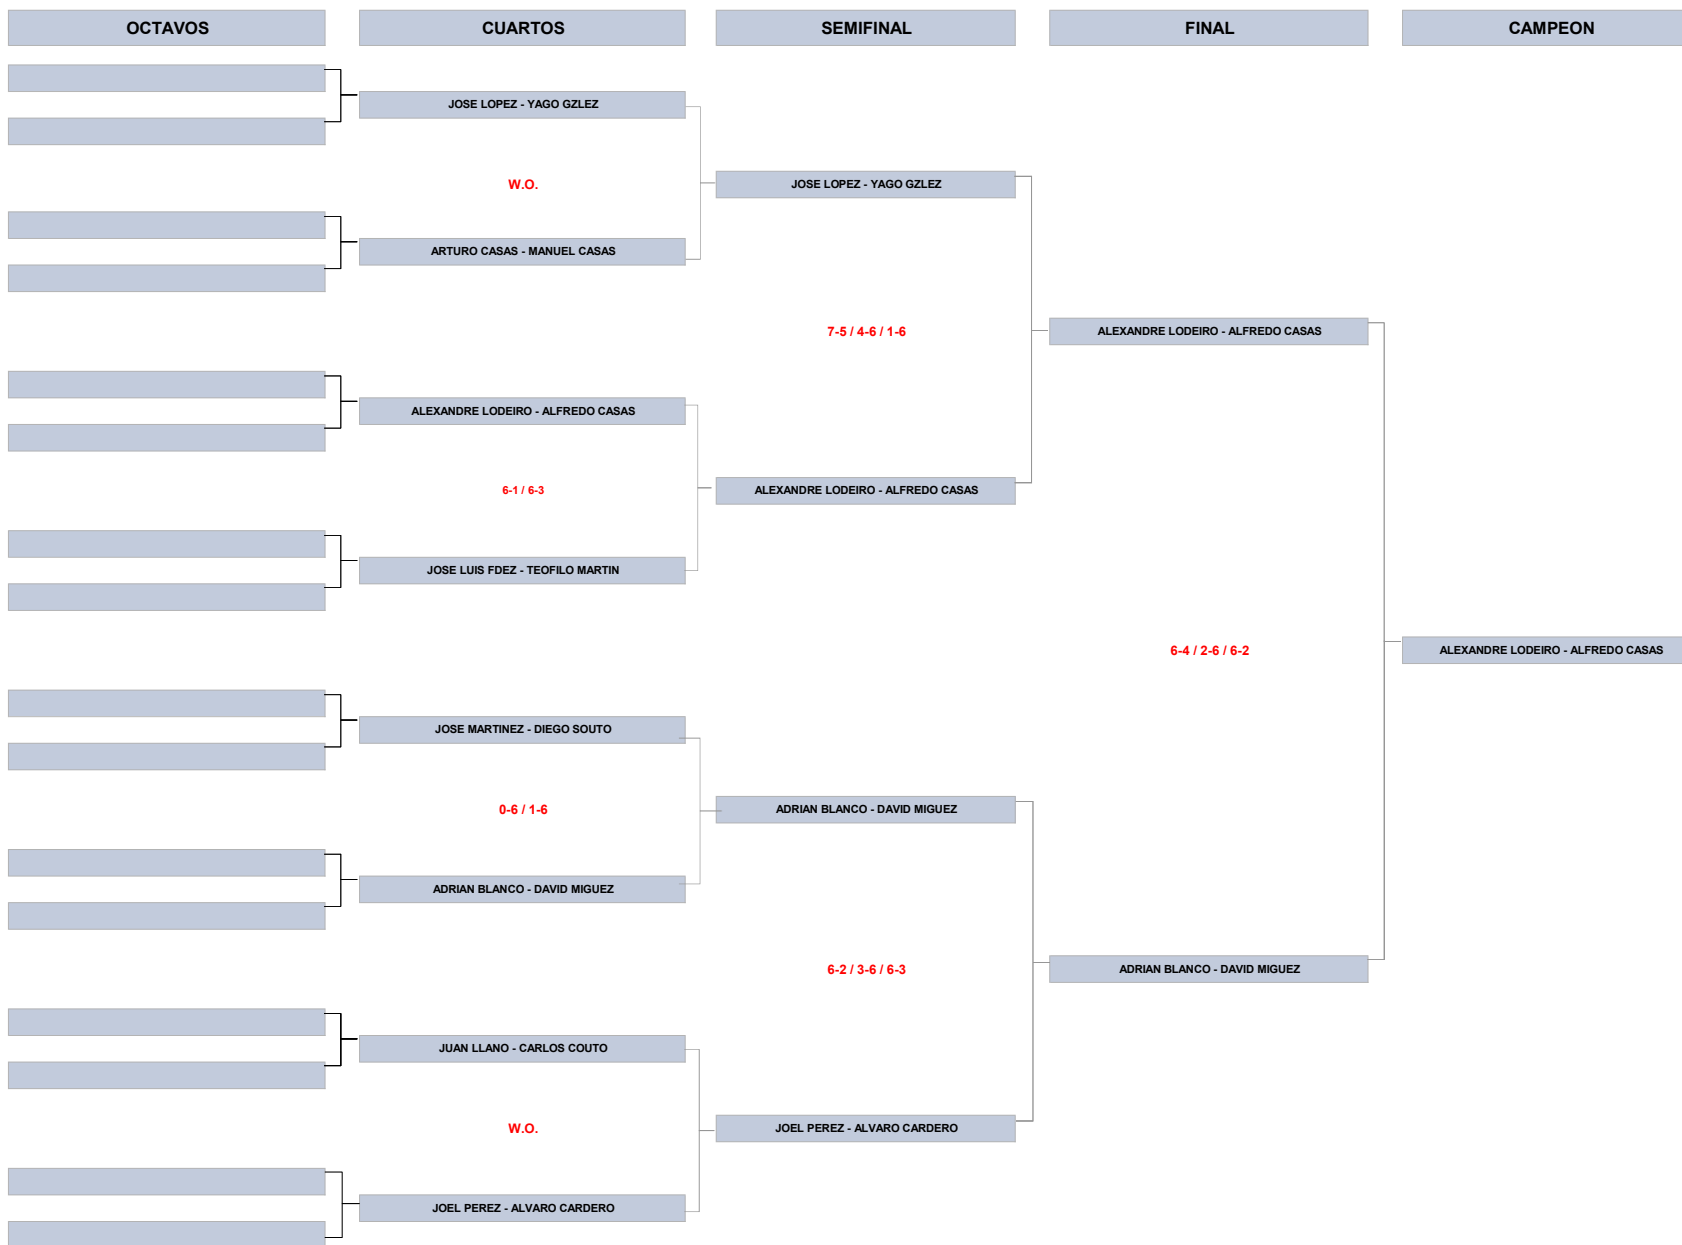 OCTAVOS
CUARTOS
SEMIFINAL
FINAL
CAMPEON
JOSE LOPEZ - YAGO GZLEZ
W.O.
JOSE LOPEZ - YAGO GZLEZ
ARTURO CASAS - MANUEL CASAS
7-5 / 4-6 / 1-6
ALEXANDRE LODEIRO - ALFREDO CASAS
ALEXANDRE LODEIRO - ALFREDO CASAS
6-1 / 6-3
ALEXANDRE LODEIRO - ALFREDO CASAS
JOSE LUIS FDEZ - TEOFILO MARTIN
6-4 / 2-6 / 6-2
ALEXANDRE LODEIRO - ALFREDO CASAS
JOSE MARTINEZ - DIEGO SOUTO
0-6 / 1-6
ADRIAN BLANCO - DAVID MIGUEZ
ADRIAN BLANCO - DAVID MIGUEZ
6-2 / 3-6 / 6-3
ADRIAN BLANCO - DAVID MIGUEZ
JUAN LLANO - CARLOS COUTO
W.O.
JOEL PEREZ - ALVARO CARDERO
JOEL PEREZ - ALVARO CARDERO